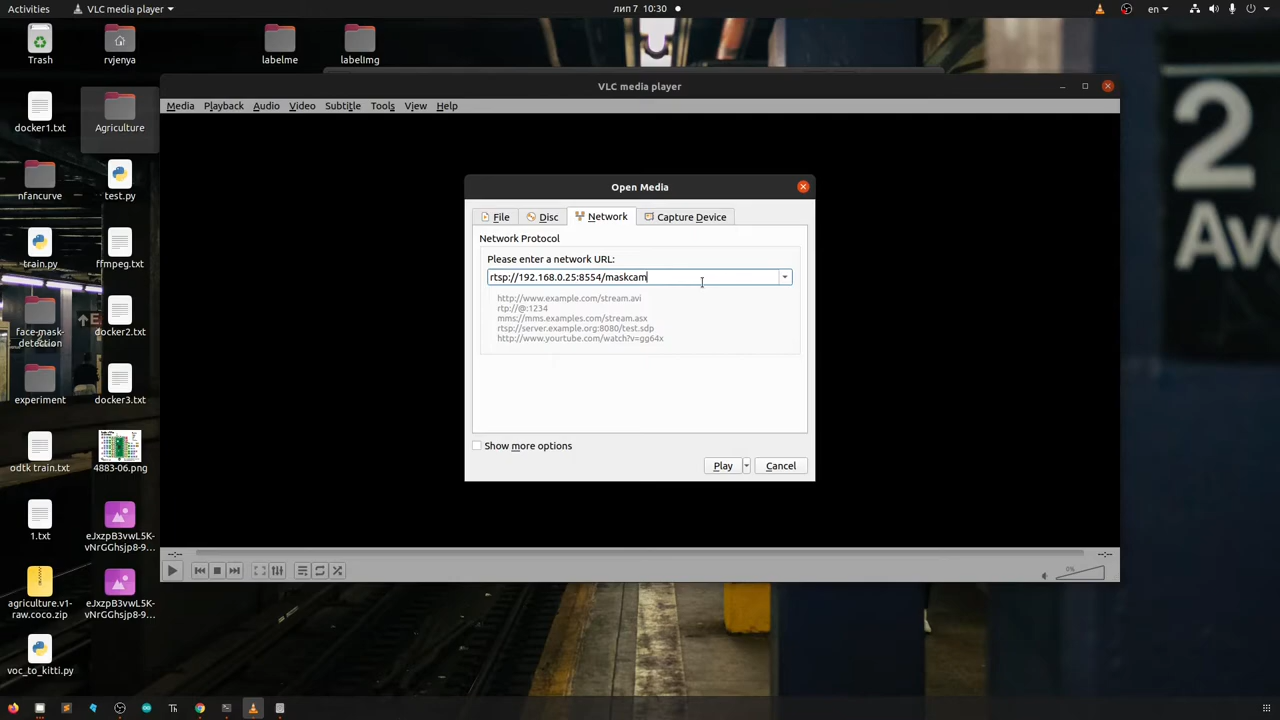 Activities
VLC media player
лип 7 10:30
en
Trash
rvjenya
labelme
labelImg
docker1.txt
Agriculture
nfancurve
test.py
train.py
ffmpeg.txt
face-mask-
detection
docker2.txt
experiment
docker3.txt
odtk train.txt
4883-06.png
1.txt
eJxzpB3vwL5K-
vNrGGhsjp8-9…
agriculture.v1-
raw.coco.zip
eJxzpB3vwL5K-
vNrGGhsjp8-9…
voc_to_kitti.py
VLC media player
Media Playback Audio Video Subtitle Tools View Help
Open Media
File Disc Network Capture Device
Network Protocol
Please enter a network URL:
rtsp://192.168.0.25:8554/maskcam
http://www.example.com/stream.avi
rtp://@:1234
mms://mms.examples.com/stream.asx
rtsp://server.example.org:8080/test.sdp
http://www.yourtube.com/watch?v=gg64x
Show more options
Play
Cancel
--:--
--:--
0%
2
Av
Th